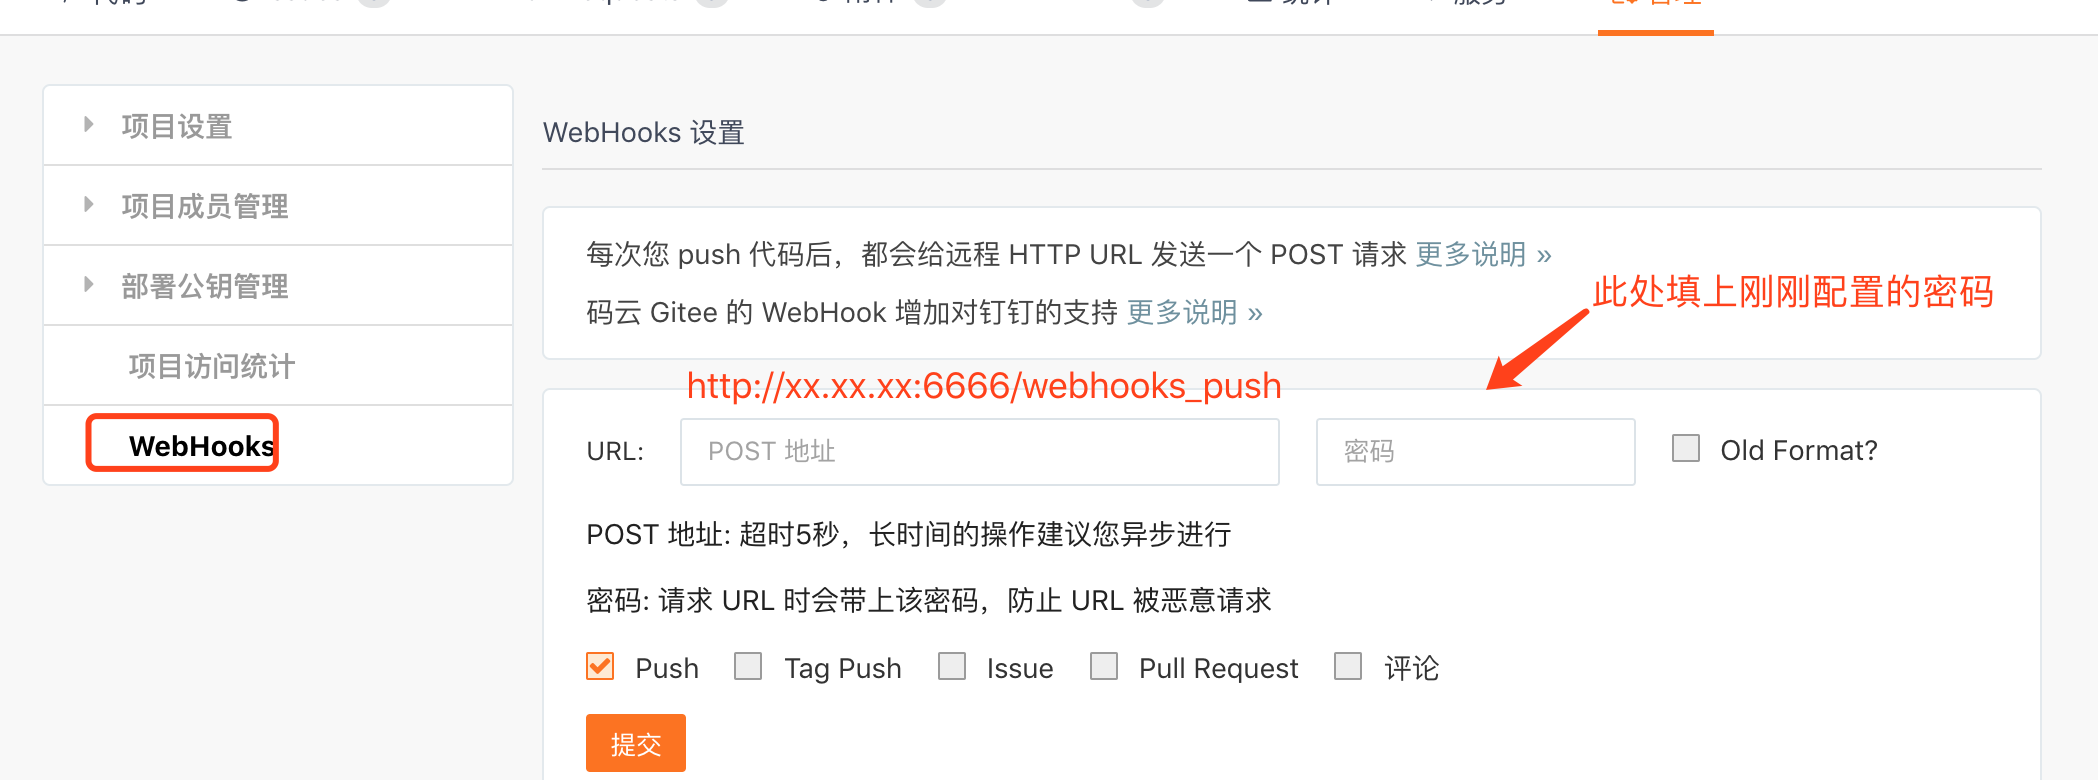 管理
项目设置
项目成员管理
部署公钥管理
项目访问统计
WebHooks
WebHooks 设置
每次您 push 代码后，都会给远程 HTTP URL 发送一个 POST 请求 更多说明 »
码云 Gitee 的 WebHook 增加对钉钉的支持 更多说明 »
此处填上刚刚配置的密码
http://xx.xx.xx:6666/webhooks_push
URL: POST 地址 密码 Old Format?
POST 地址: 超时5秒，长时间的操作建议您异步进行
密码: 请求 URL 时会带上该密码，防止 URL 被恶意请求
Push Tag Push Issue Pull Request 评论
提交